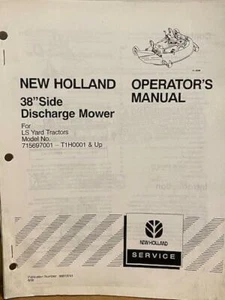 NEW HOLLAND
38" Side
Discharge Mower
For
LS Yard Tractors
Model No.
715697001 – T1H0001 & Up
OPERATOR'S
MANUAL
NEW HOLLAND
SERVICE